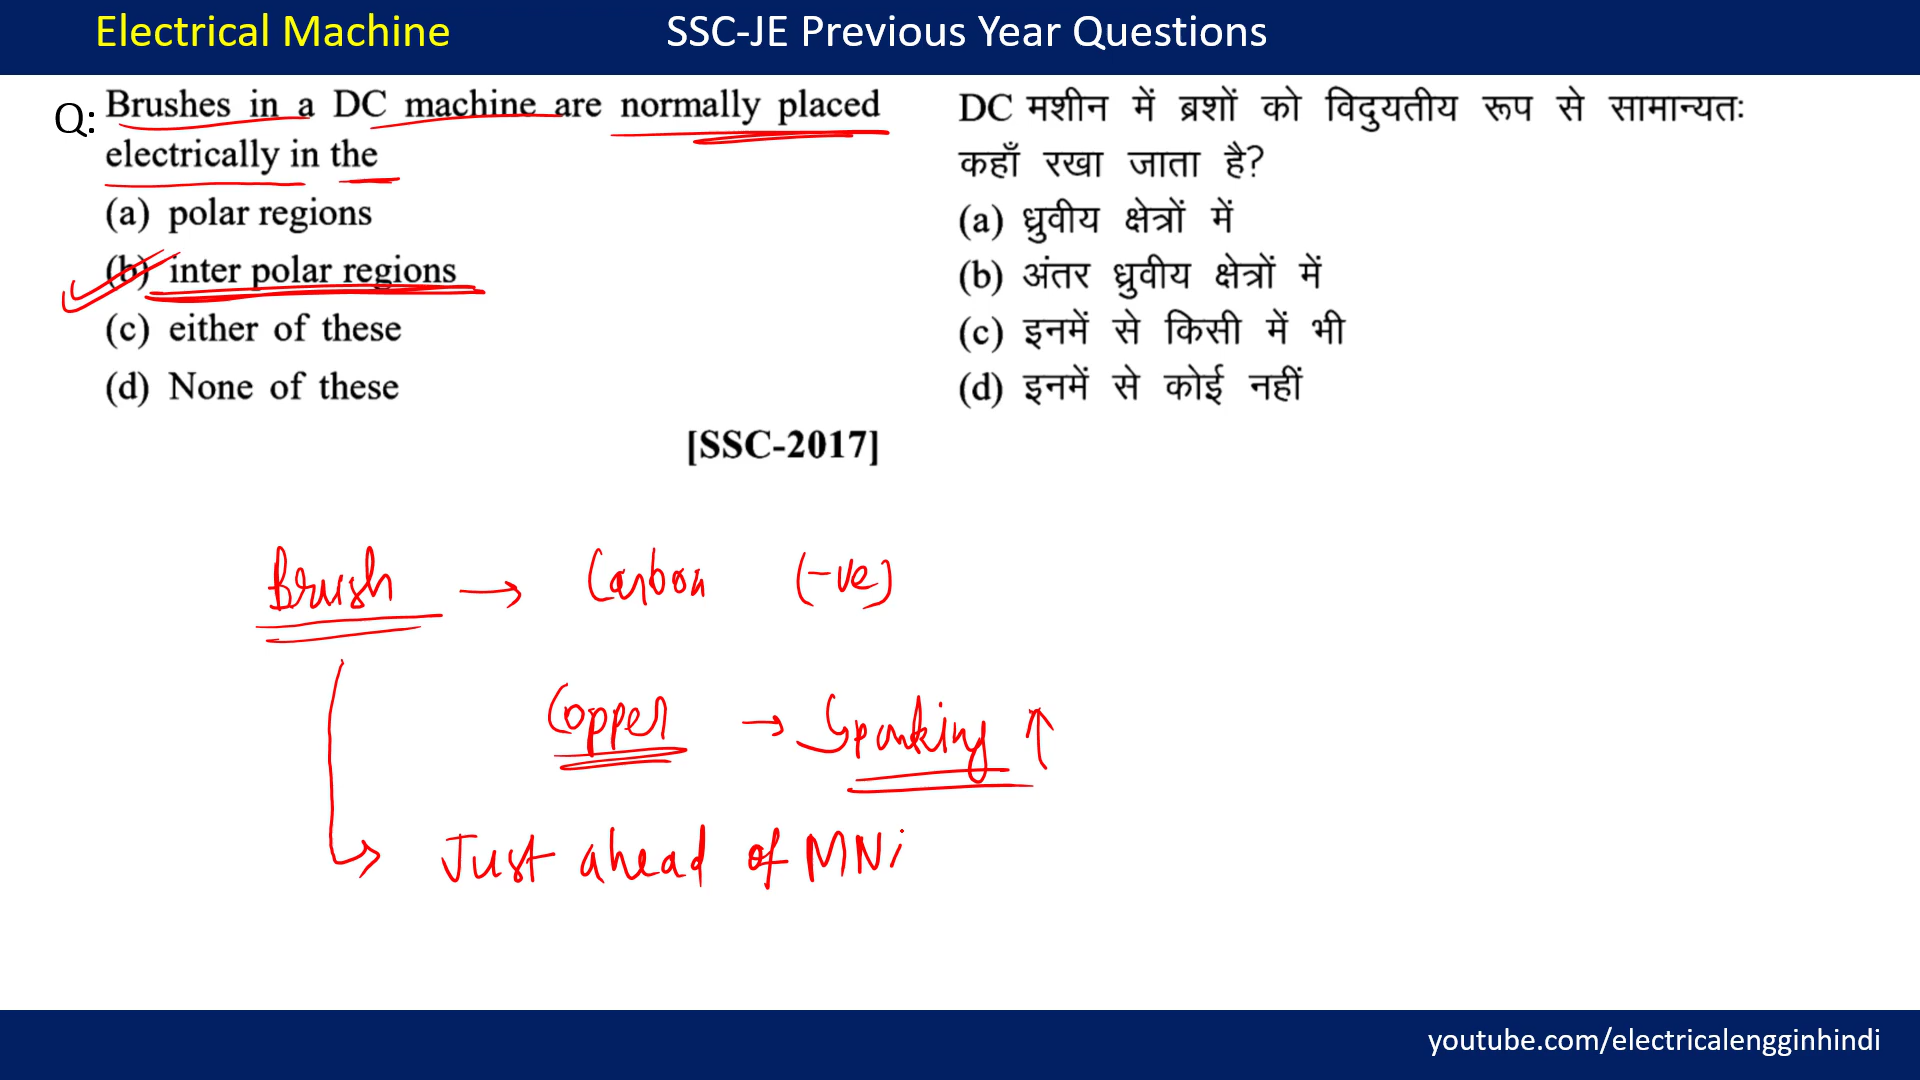 Electrical Machine SSC-JE Previous Year Questions
Q: Brushes in a DC machine are normally placed
electrically in the
(a) polar regions
(b) inter polar regions
(c) either of these
(d) None of these
[SSC-2017]
DC मशीन में ब्रशों को विदुयतीय रूप से सामान्यतः
कहाँ रखा जाता है?
(a) ध्रुवीय क्षेत्रों में
(b) अंतर ध्रुवीय क्षेत्रों में
(c) इनमें से किसी में भी
(d) इनमें से कोई नहीं
Brush → Carbon (-ve)
Copper → Sparking ↑
Just ahead of MNi
youtube.com/electricalengginhindi